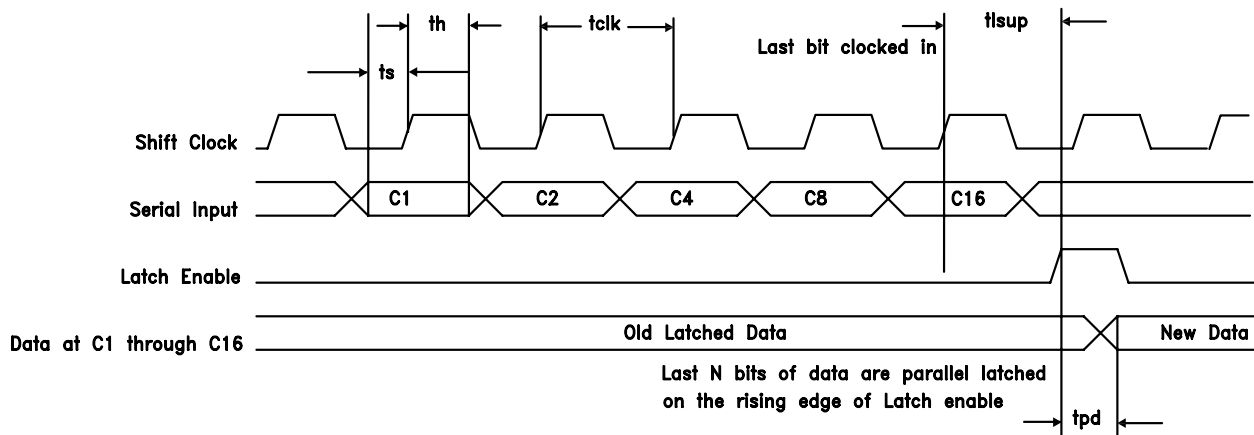 th
tclk
tlsup
Last bit clocked in
ts
Shift Clock
Serial Input
C1
C2
C4
C8
C16
Latch Enable
Data at C1 through C16
Old Latched Data
New Data
Last N bits of data are parallel latched
on the rising edge of Latch enable
tpd